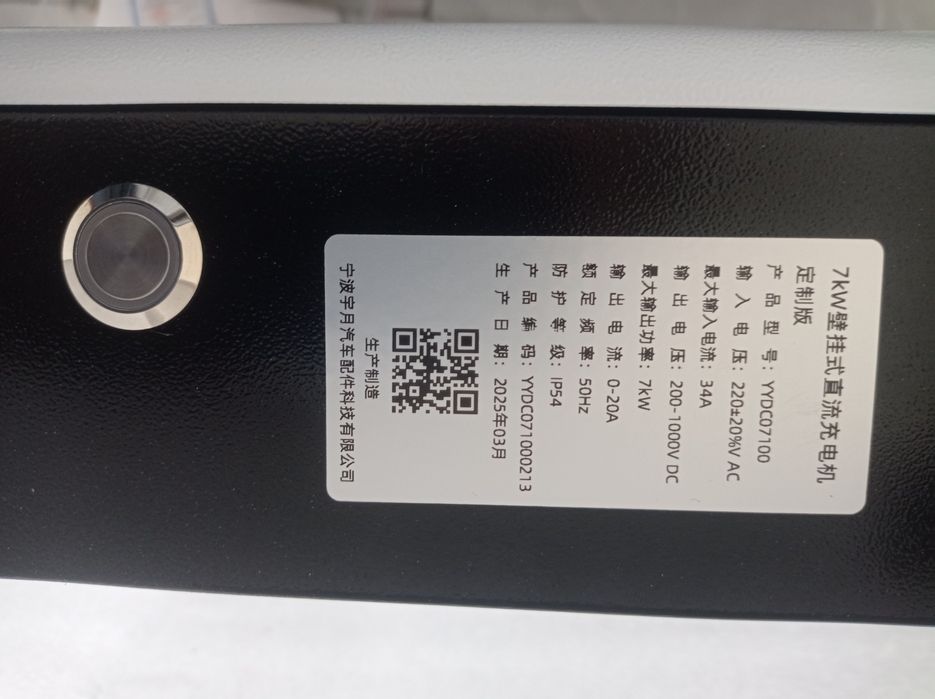 7kW壁挂式直流充电机
定制版
产品型号：YYDC07100
输入电压：220±20%V AC
最大输入电流：34A
输出电压：200-1000V DC
最大输出功率：7kW
输出电流：0-20A
额定频率：50Hz
防护等级：IP54
产品编码：YYDC071000213
生产日期：2025年03月
生产制造
宁波宇月汽车配件科技有限公司